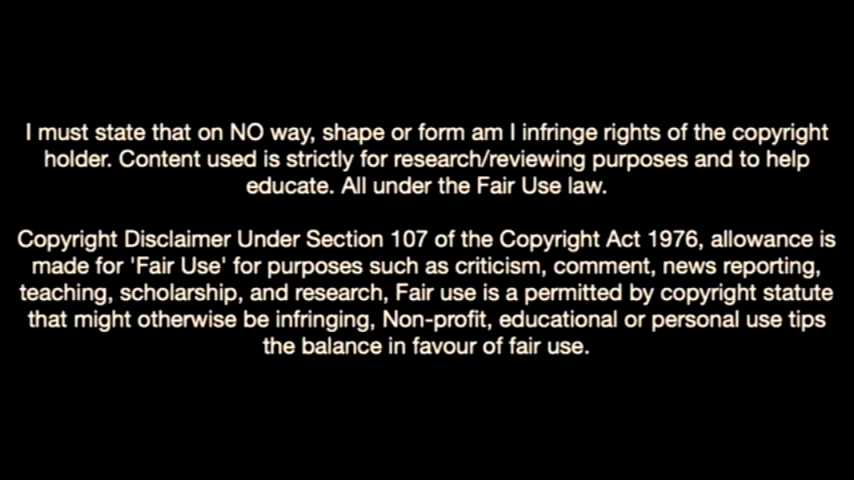 I must state that on NO way, shape or form am I infringe rights of the copyright
holder. Content used is strictly for research/reviewing purposes and to help
educate. All under the Fair Use law.
Copyright Disclaimer Under Section 107 of the Copyright Act 1976, allowance is
made for 'Fair Use' for purposes such as criticism, comment, news reporting,
teaching, scholarship, and research, Fair use is a permitted by copyright statute
that might otherwise be infringing, Non-profit, educational or personal use tips
the balance in favour of fair use.